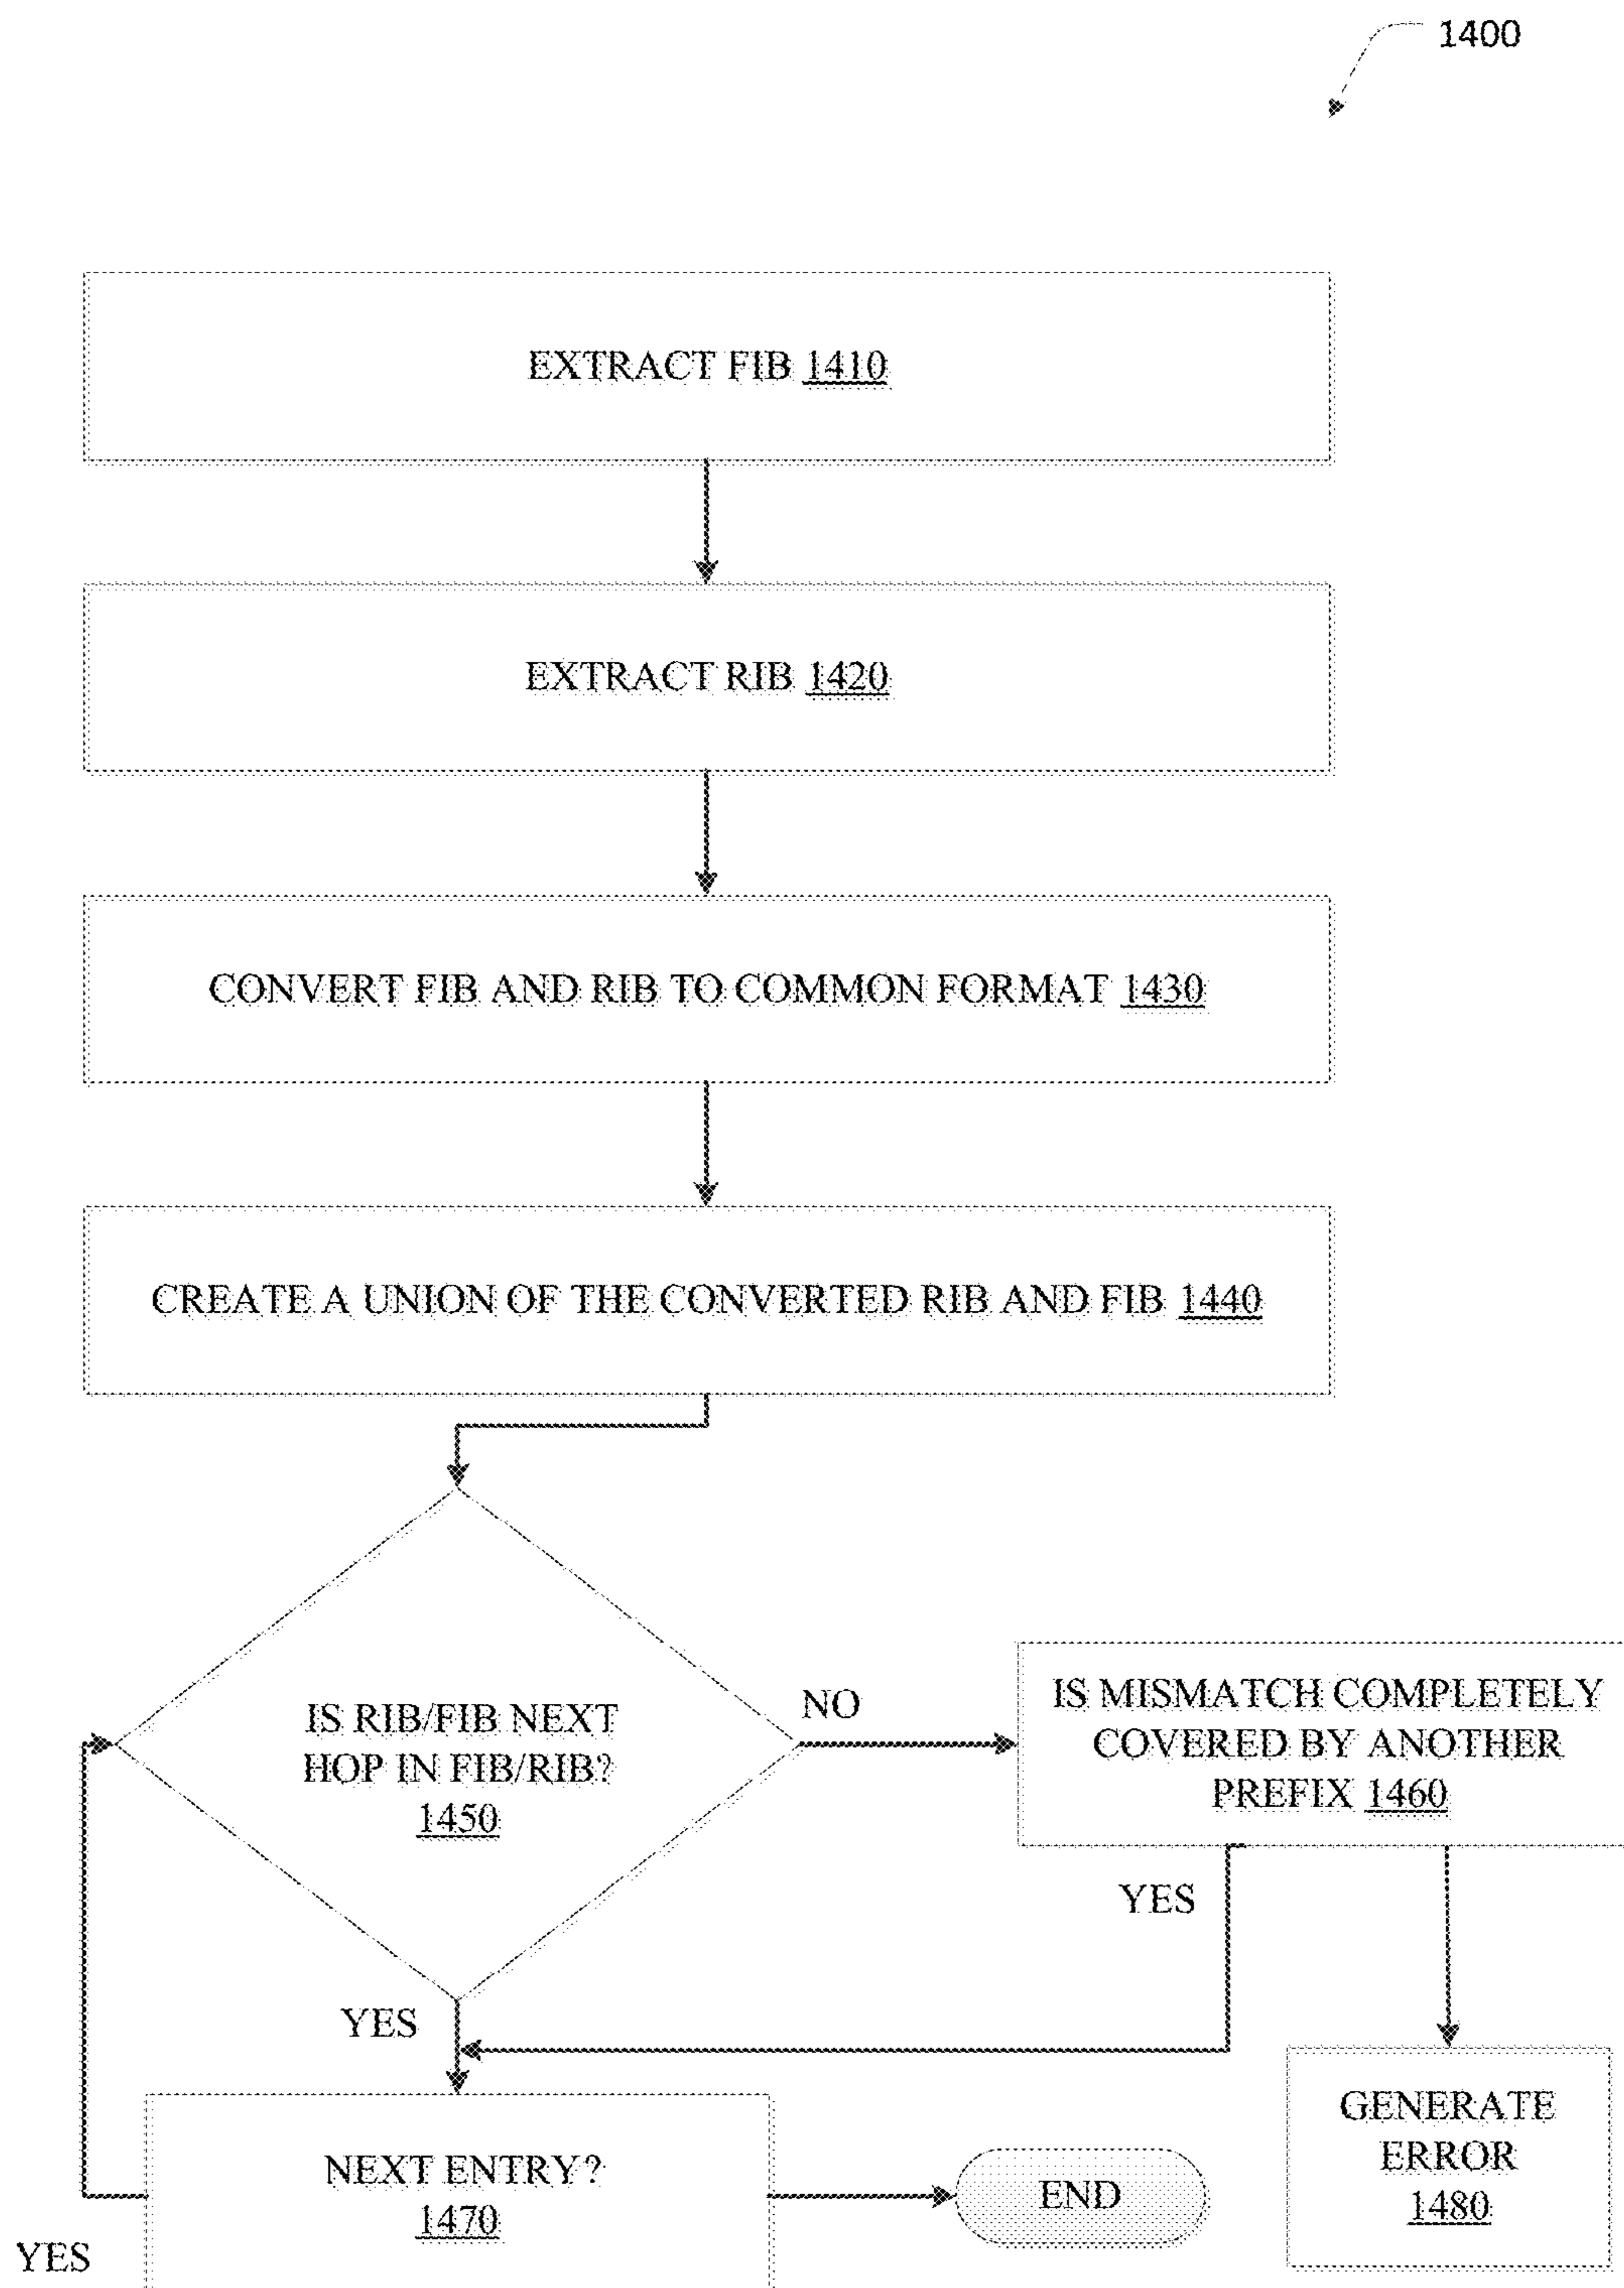 1400
EXTRACT FIB 1410
EXTRACT RIB 1420
CONVERT FIB AND RIB TO COMMON FORMAT 1430
CREATE A UNION OF THE CONVERTED RIB AND FIB 1440
IS RIB/FIB NEXT
HOP IN FIB/RIB?
1450
NO
IS MISMATCH COMPLETELY
COVERED BY ANOTHER
PREFIX 1460
YES
YES
NEXT ENTRY?
1470
YES
END
GENERATE
ERROR
1480